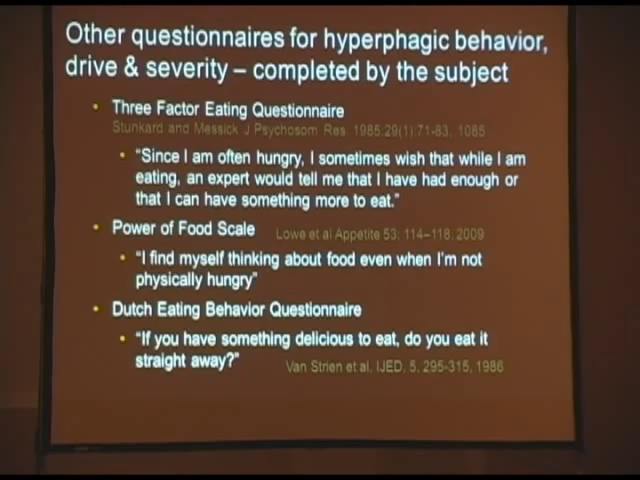 Other questionnaires for hyperphagic behavior,
drive & severity – completed by the subject
• Three Factor Eating Questionnaire
Stunkard and Messick J Psychosom Res. 1985;29(1):71-83, 1985
• "Since I am often hungry, I sometimes wish that while I am
eating, an expert would tell me that I have had enough or
that I can have something more to eat."
• Power of Food Scale Lowe et al Appetite 53: 114–118, 2009
• "I find myself thinking about food even when I'm not
physically hungry"
• Dutch Eating Behavior Questionnaire
• "If you have something delicious to eat, do you eat it
straight away?"
Van Strien et al, IJED, 5, 295-315, 1986